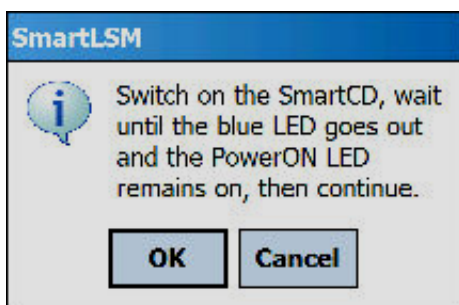 SmartLSM
Switch on the SmartCD, wait
until the blue LED goes out
and the PowerON LED
remains on, then continue.
OK Cancel